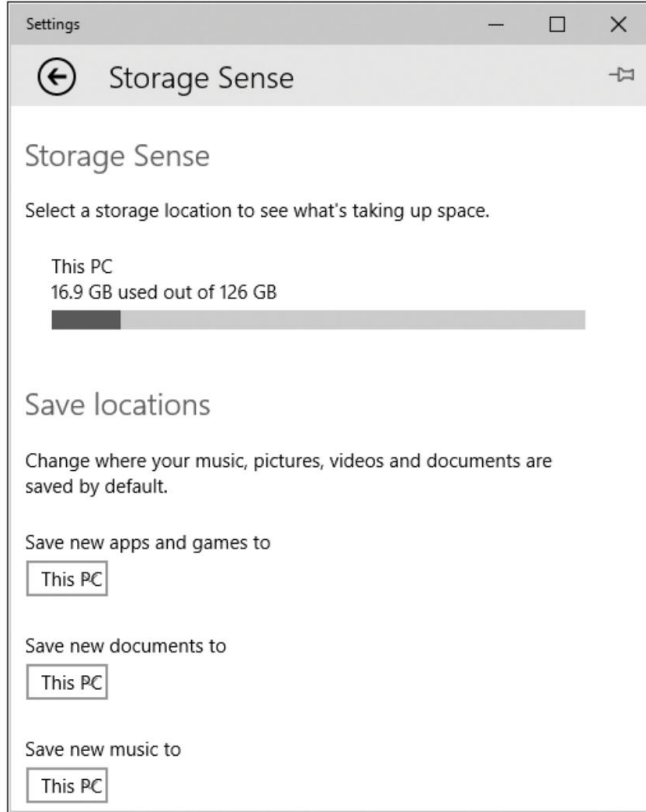 Settings
Storage Sense
Storage Sense
Select a storage location to see what's taking up space.
This PC
16.9 GB used out of 126 GB
Save locations
Change where your music, pictures, videos and documents are
saved by default.
Save new apps and games to
This PC
Save new documents to
This PC
Save new music to
This PC